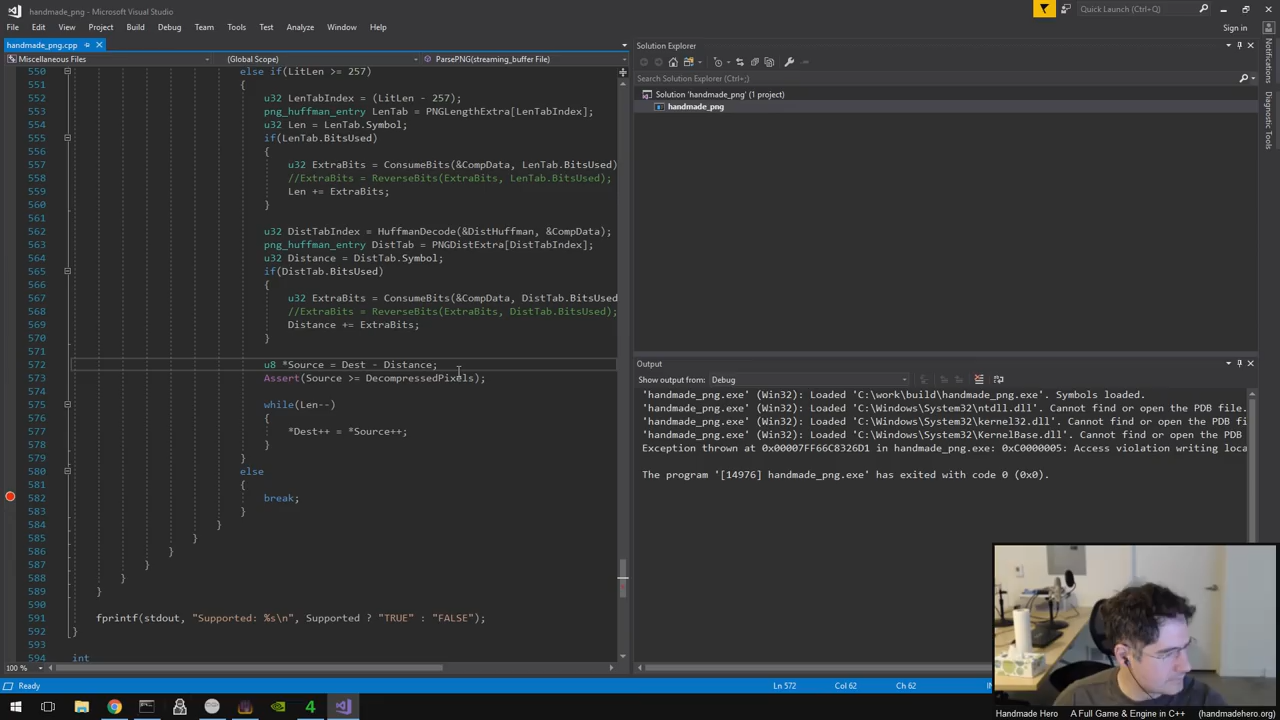 handmade_png - Microsoft Visual Studio
Quick Launch (Ctrl+Q)
File Edit View Project Build Debug Team Tools Test Analyze Window Help
Sign in
handmade_png.cpp
Miscellaneous Files (Global Scope) ParsePNG(streaming_buffer File)
550 else if(LitLen >= 257)
551 {
552 u32 LenTabIndex = (LitLen - 257);
553 png_huffman_entry LenTab = PNGLengthExtra[LenTabIndex];
554 u32 Len = LenTab.Symbol;
555 if(LenTab.BitsUsed)
556 {
557 u32 ExtraBits = ConsumeBits(&CompData, LenTab.BitsUsed)
558 //ExtraBits = ReverseBits(ExtraBits, LenTab.BitsUsed);
559 Len += ExtraBits;
560 }
561
562 u32 DistTabIndex = HuffmanDecode(&DistHuffman, &CompData);
563 png_huffman_entry DistTab = PNGDistExtra[DistTabIndex];
564 u32 Distance = DistTab.Symbol;
565 if(DistTab.BitsUsed)
566 {
567 u32 ExtraBits = ConsumeBits(&CompData, DistTab.BitsUsed
568 //ExtraBits = ReverseBits(ExtraBits, DistTab.BitsUsed);
569 Distance += ExtraBits;
570 }
571
572 u8 *Source = Dest - Distance;
573 Assert(Source >= DecompressedPixels);
574
575 while(Len--)
576 {
577 *Dest++ = *Source++;
578 }
579 }
580 else
581 {
582 break;
583 }
584 }
585 }
586 }
587 }
588 }
589 }
590
591 fprintf(stdout, "Supported: %s\n", Supported ? "TRUE" : "FALSE");
592 }
593
594 int
100 %
Solution Explorer
Search Solution Explorer (Ctrl+;)
Solution 'handmade_png' (1 project)
handmade_png
Notifications
Diagnostic Tools
Output
Show output from: Debug
'handmade_png.exe' (Win32): Loaded 'C:\work\build\handmade_png.exe'. Symbols loaded.
'handmade_png.exe' (Win32): Loaded 'C:\Windows\System32\ntdll.dll'. Cannot find or open the PDB file.
'handmade_png.exe' (Win32): Loaded 'C:\Windows\System32\kernel32.dll'. Cannot find or open the PDB f
'handmade_png.exe' (Win32): Loaded 'C:\Windows\System32\KernelBase.dll'. Cannot find or open the PDB
Exception thrown at 0x00007FF66C8326D1 in handmade_png.exe: 0xC0000005: Access violation writing loca
The program '[14976] handmade_png.exe' has exited with code 0 (0x0).
Ready Ln 572 Col 62 Ch 62
Handmade Hero A Full Game & Engine in C++ (handmadehero.org)